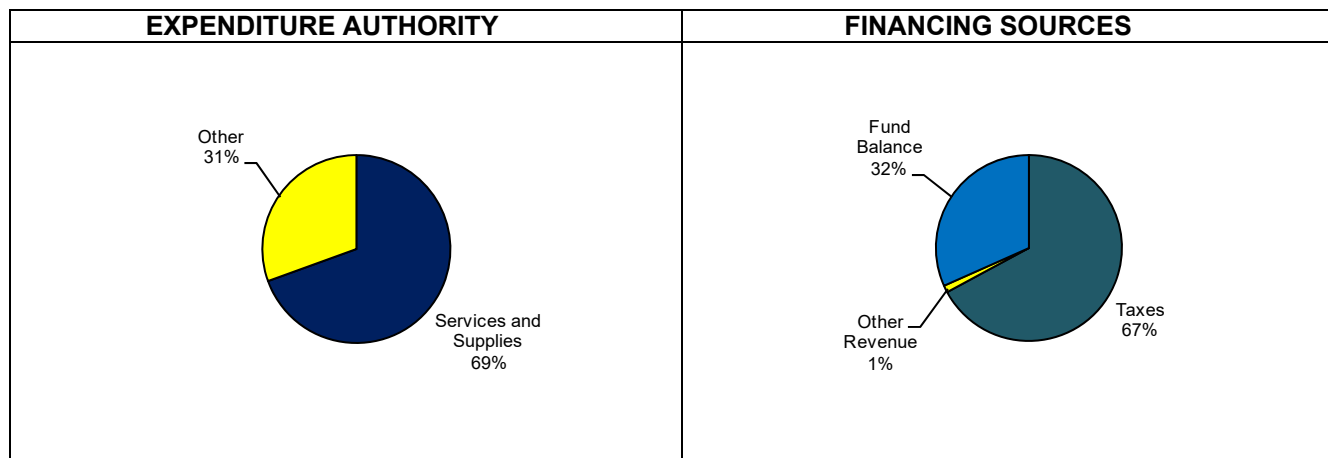 EXPENDITURE AUTHORITY
Other
31%
Services and
Supplies
69%
FINANCING SOURCES
Fund
Balance
32%
Other
Revenue
1%
Taxes
67%